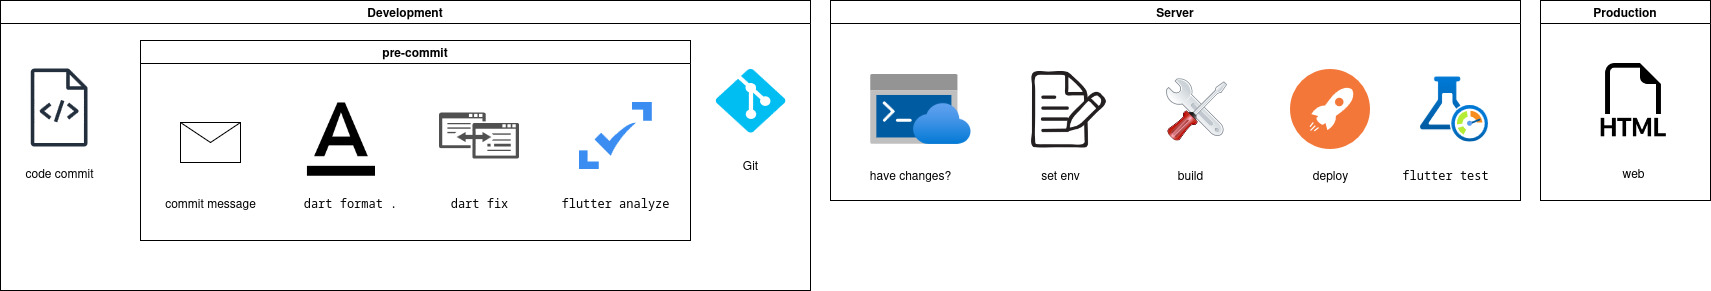 Development
pre-commit
code commit
commit message
dart format .
dart fix
flutter analyze
Git
Server
have changes?
set env
build
deploy
flutter test
Production
HTML
web